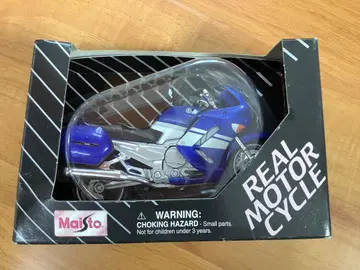 REAL
MOTOR
CYCLE
Maisto
WARNING:
CHOKING HAZARD - Small parts.
Not for children under 3 years.